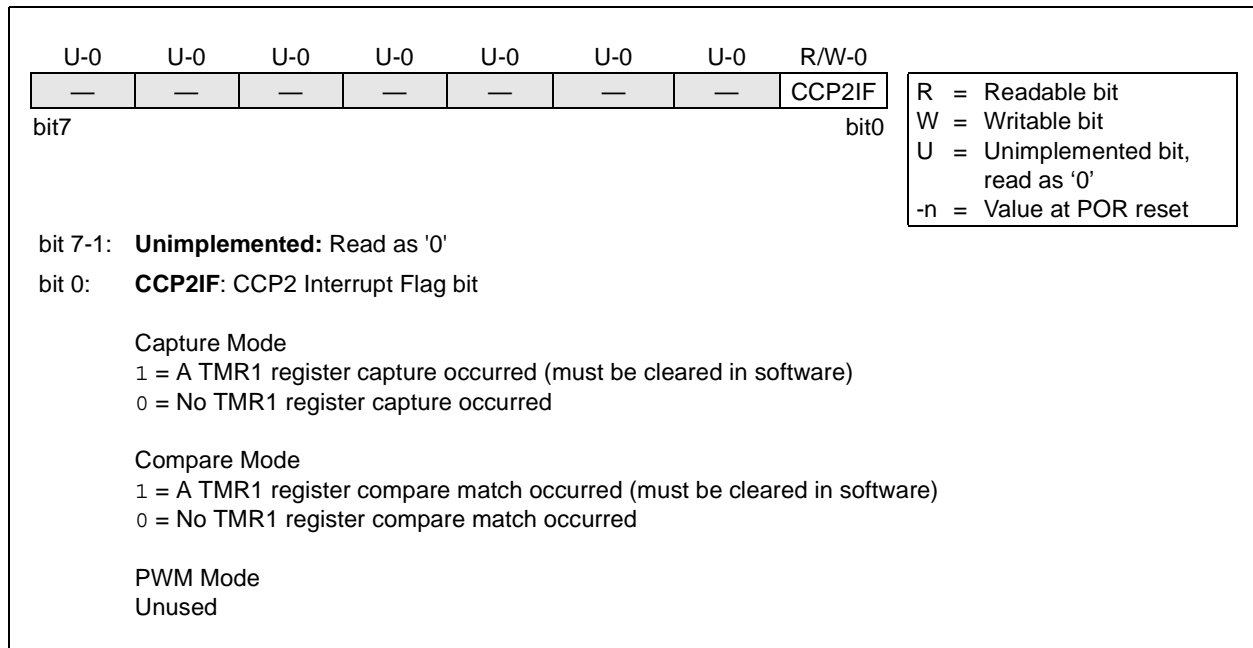 U-0 U-0 U-0 U-0 U-0 U-0 U-0 R/W-0
— — — — — — — CCP2IF
bit7 bit0
R = Readable bit
W = Writable bit
U = Unimplemented bit,
read as ‘0’
-n = Value at POR reset
bit 7-1: Unimplemented: Read as '0'
bit 0: CCP2IF: CCP2 Interrupt Flag bit
Capture Mode
1 = A TMR1 register capture occurred (must be cleared in software)
0 = No TMR1 register capture occurred
Compare Mode
1 = A TMR1 register compare match occurred (must be cleared in software)
0 = No TMR1 register compare match occurred
PWM Mode
Unused